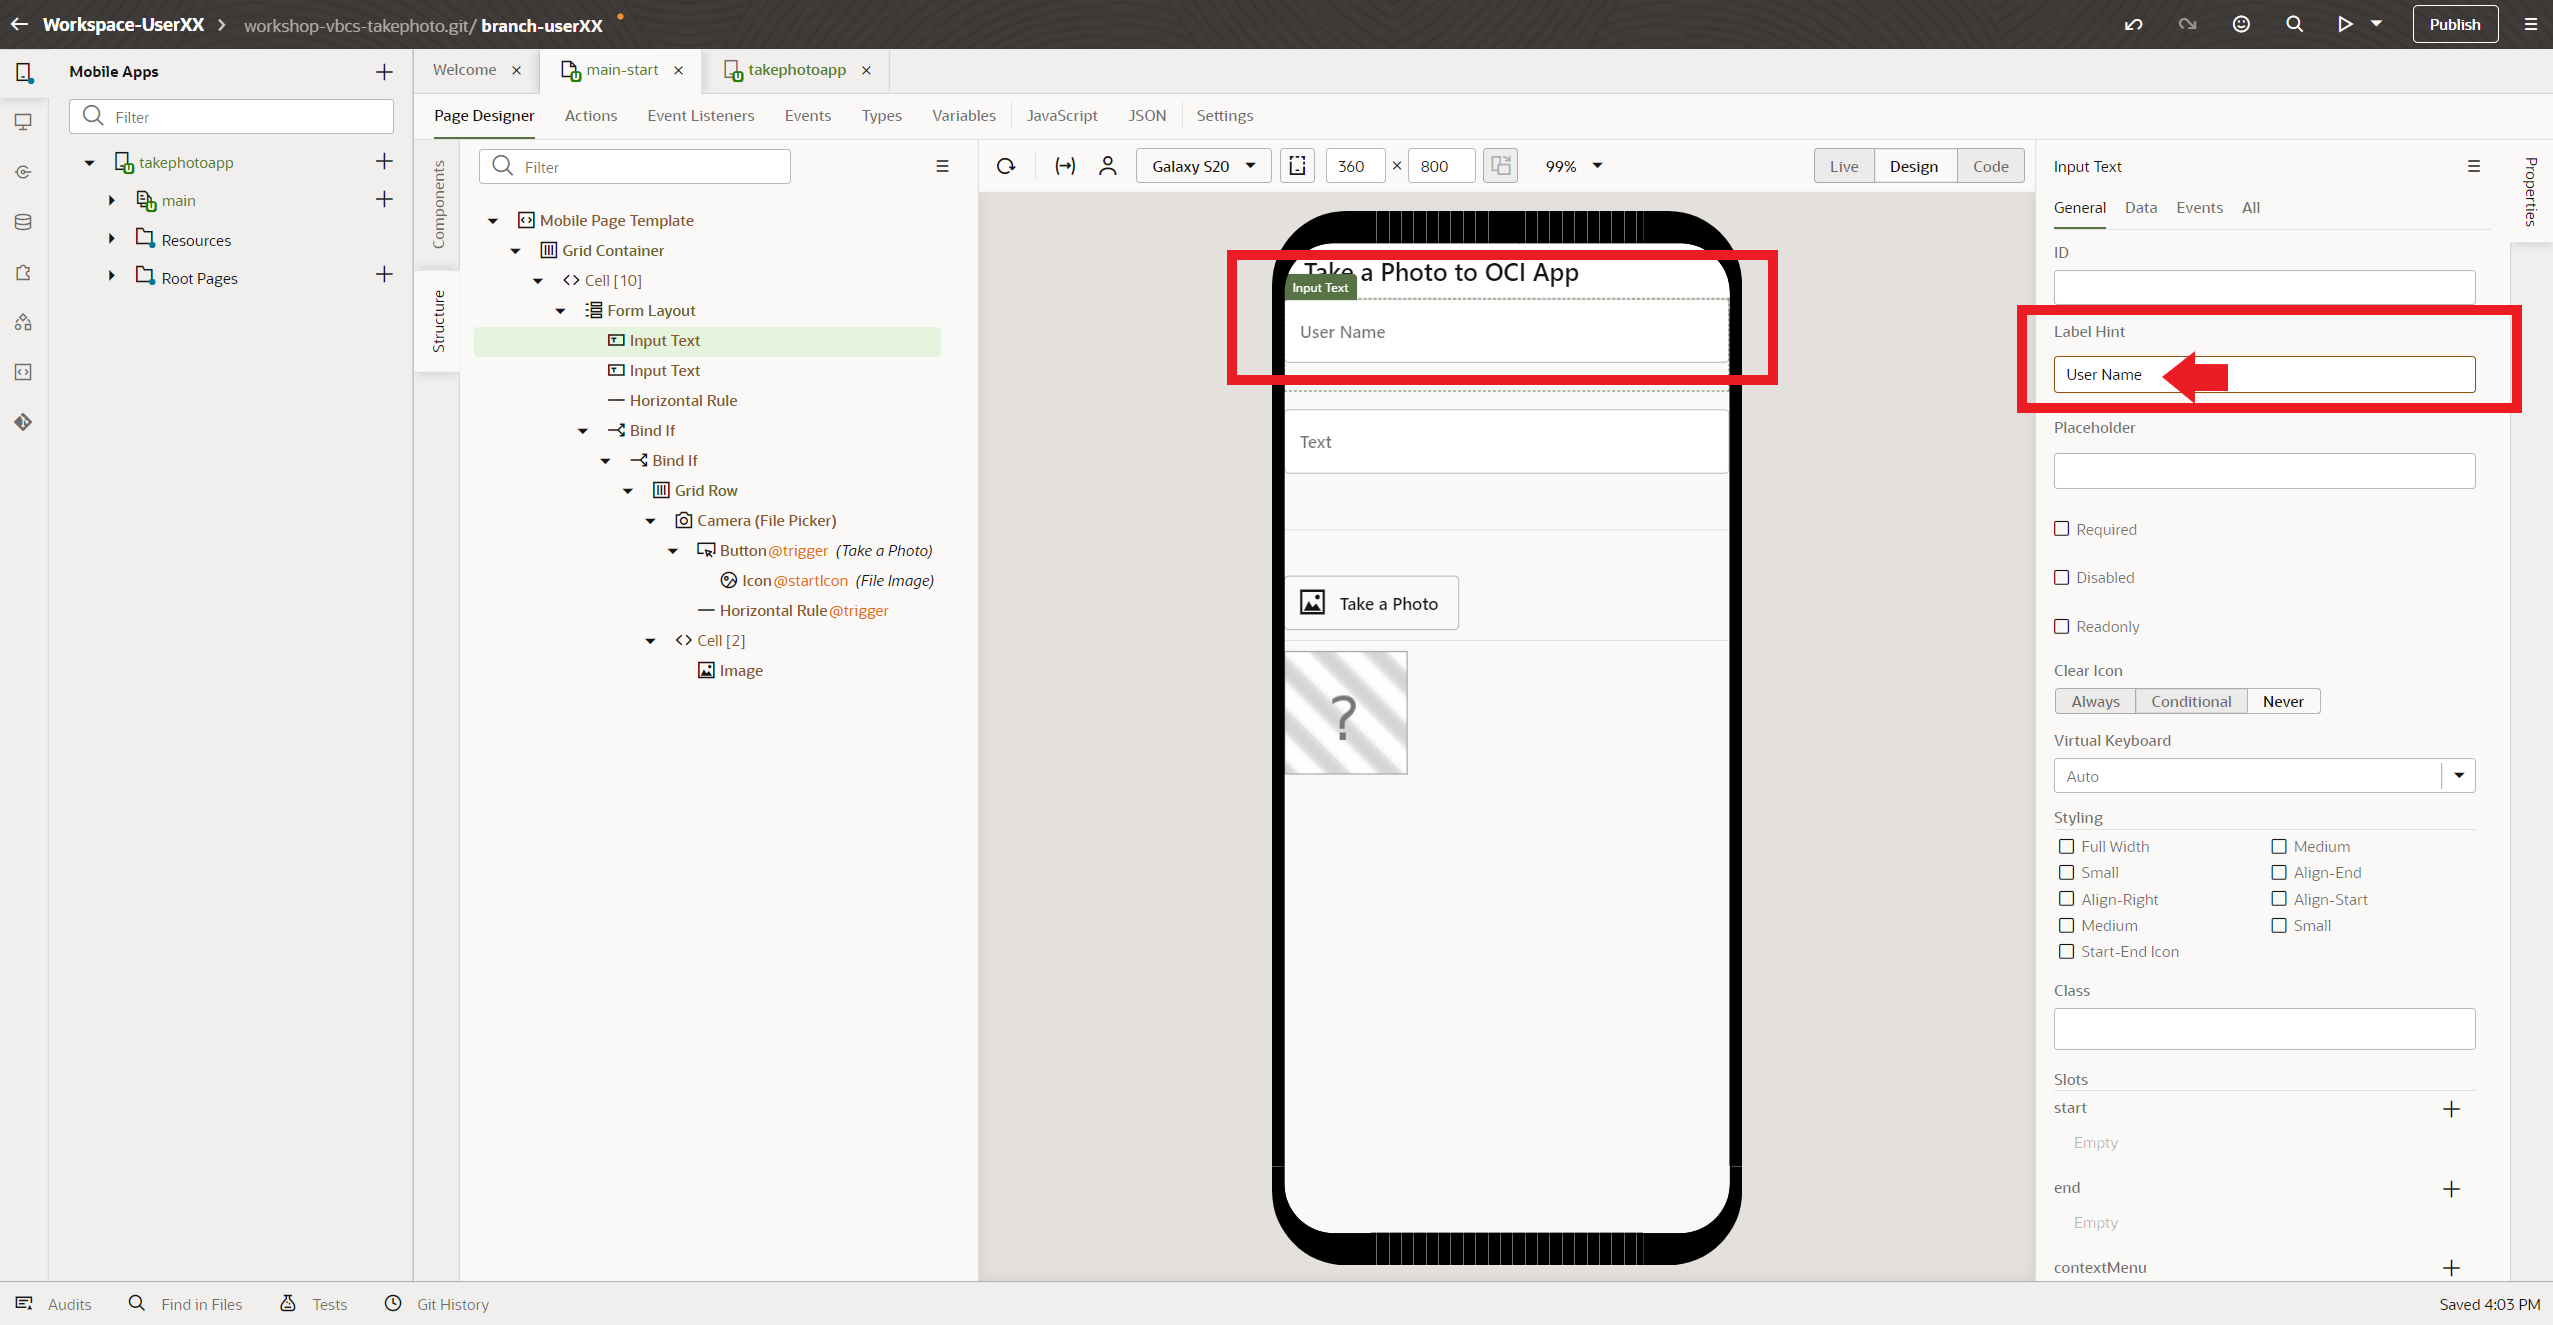 Workspace-UserXX > workshop-vbcs-takephoto.git/ branch-userXX
Publish
Mobile Apps
Filter
takephotoapp
main
Resources
Root Pages
Welcome
main-start
takephotoapp
Page Designer
Actions
Event Listeners
Events
Types
Variables
JavaScript
JSON
Settings
Components
Structure
Filter
Mobile Page Template
Grid Container
Cell [10]
Form Layout
Input Text
Input Text
Horizontal Rule
Bind If
Bind If
Grid Row
Camera (File Picker)
Button@trigger (Take a Photo)
Icon@startIcon (File Image)
Horizontal Rule@trigger
Cell [2]
Image
Galaxy S20
360 × 800
99%
Live
Design
Code
Take a Photo to OCI App
Input Text
User Name
Text
Take a Photo
?
Properties
Input Text
General
Data
Events
All
ID
Label Hint
User Name
Placeholder
Required
Disabled
Readonly
Clear Icon
Always
Conditional
Never
Virtual Keyboard
Auto
Styling
Full Width
Medium
Small
Align-End
Align-Right
Align-Start
Medium
Small
Start-End Icon
Class
Slots
start
Empty
end
Empty
contextMenu
Audits
Find in Files
Tests
Git History
Saved 4:03 PM